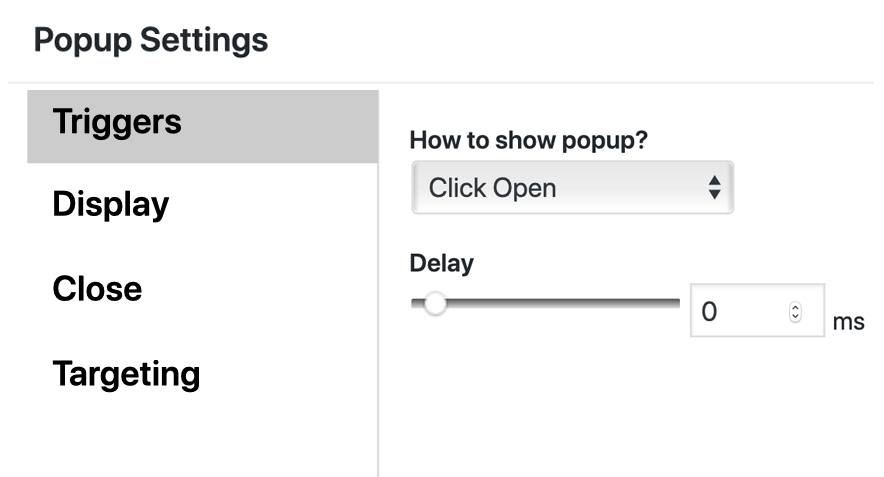 Popup Settings
Triggers
Display
Close
Targeting
How to show popup?
Click Open
Delay
0
ms